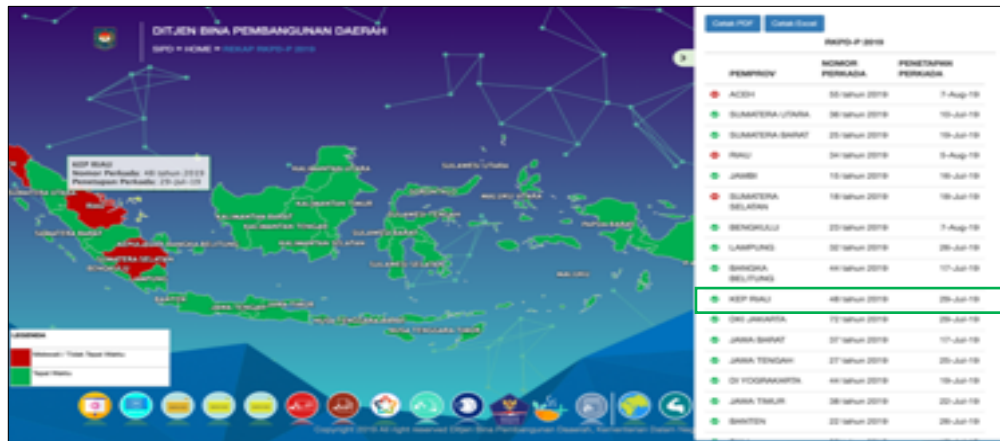 DITJEN BINA PEMBANGUNAN DAERAH
SIPD = HOME = REKAP RKPD-P 2019
Cetak PDF Cetak Excel
RKPD-P 2019
PEMPROV NOMOR PERKADA PENETAPAN PERKADA
ACEH 55 tahun 2019 7-Aug-19
SUMATERA UTARA 36 tahun 2019 10-Jul-19
SUMATERA BARAT 25 tahun 2019 19-Jul-19
RIAU 34 tahun 2019 5-Aug-19
JAMBI 15 tahun 2019 16-Jul-19
SUMATERA SELATAN 18 tahun 2019
BENGKULU 23 tahun 2019 7-Aug-19
LAMPUNG 32 tahun 2019 26-Jul-19
BANGKA BELITUNG 44 tahun 2019 17-Jul-19
KEP RIAU 48 tahun 2019 29-Jul-19
DKI JAKARTA 72 tahun 2019 29-Jul-19
JAWA BARAT 37 tahun 2019 17-Jul-19
JAWA TENGAH 27 tahun 2019 25-Jul-19
DI YOGYAKARTA 44 tahun 2019 19-Jul-19
JAWA TIMUR 38 tahun 2019 22-Jul-19
BANTEN 22 tahun 2019 26-Jul-19
KEP RIAU
Nomor Perkada: 48 tahun 2019
Penetapan Perkada: 29-Jul-19
SUMATERA UTARA
RIAU
SUMATERA BARAT
KEPULAUAN BANGKA BELITUNG
SUMATERA SELATAN
BENGKULU
LAMPUNG
BANTEN
JAWA TENGAH
JAWA TIMUR
KALIMANTAN UTARA
KALIMANTAN TIMUR
KALIMANTAN BARAT
KALIMANTAN TENGAH
KALIMANTAN SELATAN
SULAWESI UTARA
GORONTALO
SULAWESI TENGAH
SULAWESI BARAT
SULAWESI SELATAN
MALUKU UTARA
MALUKU
PAPUA BARAT
NUSA TENGGARA BARAT
NUSA TENGGARA TIMUR
LEGENDA
Melewati / Tidak Tepat Waktu
Tepat Waktu
Copyright 2019 All right reserved Ditjen Bina Pembangunan Daerah, Kementerian Dalam Neg